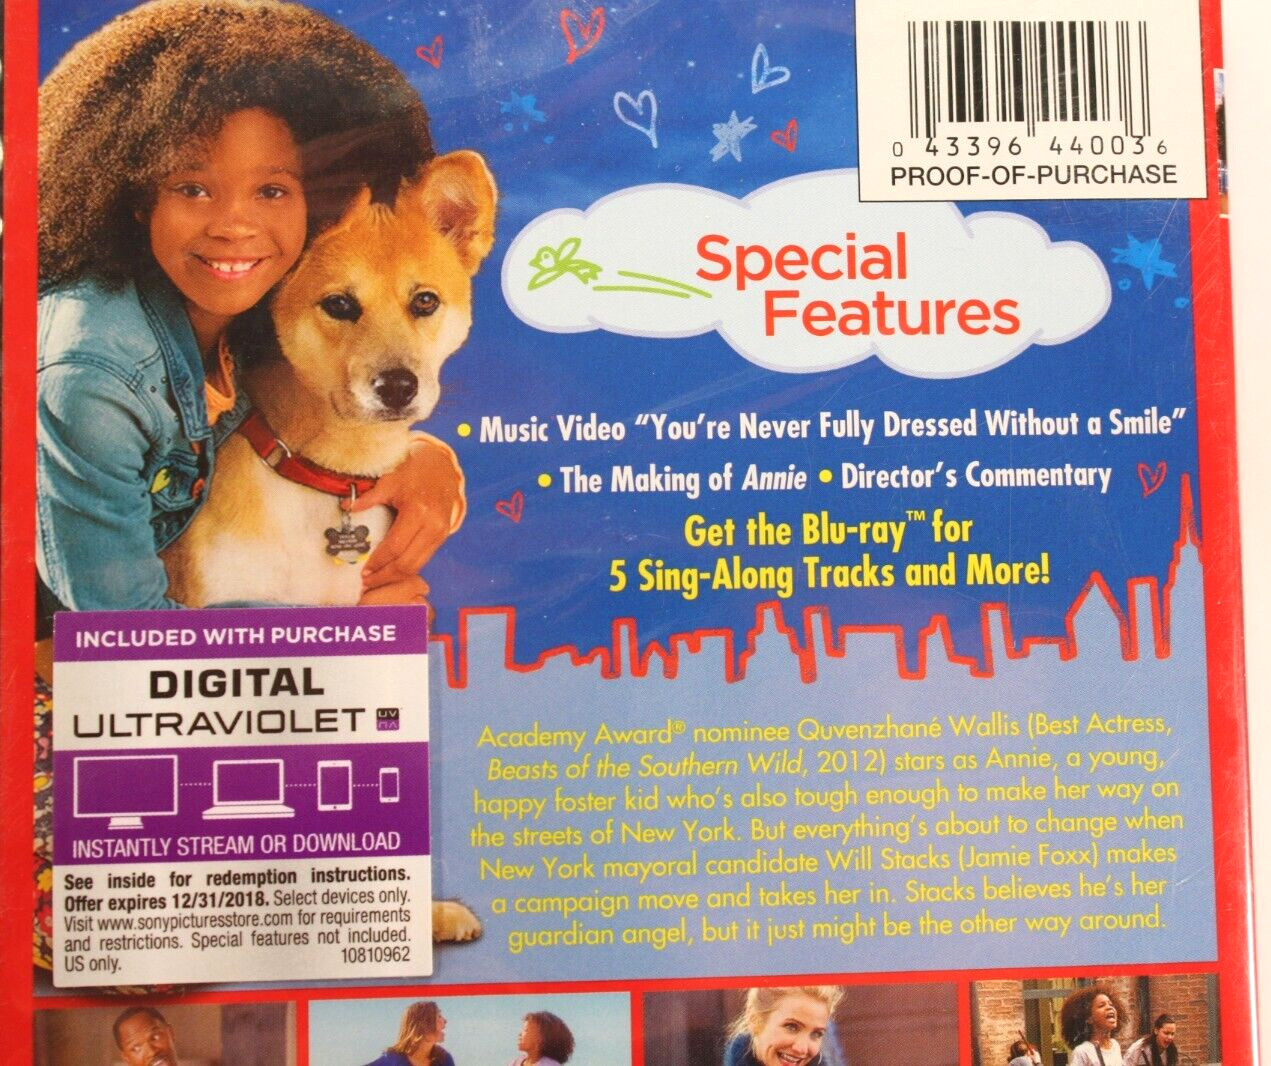 0 43396 44003 6
PROOF-OF-PURCHASE
Special
Features
• Music Video “You’re Never Fully Dressed Without a Smile”
• The Making of Annie • Director’s Commentary
Get the Blu-ray™ for
5 Sing-Along Tracks and More!
INCLUDED WITH PURCHASE
DIGITAL
ULTRAVIOLET UV
INSTANTLY STREAM OR DOWNLOAD
See inside for redemption instructions.
Offer expires 12/31/2018. Select devices only.
Visit www.sonypicturesstore.com for requirements
and restrictions. Special features not included.
US only. 10810962
Academy Award® nominee Quvenzhané Wallis (Best Actress,
Beasts of the Southern Wild, 2012) stars as Annie, a young,
happy foster kid who’s also tough enough to make her way on
the streets of New York. But everything’s about to change when
New York mayoral candidate Will Stacks (Jamie Foxx) makes
a campaign move and takes her in. Stacks believes he’s her
guardian angel, but it just might be the other way around.